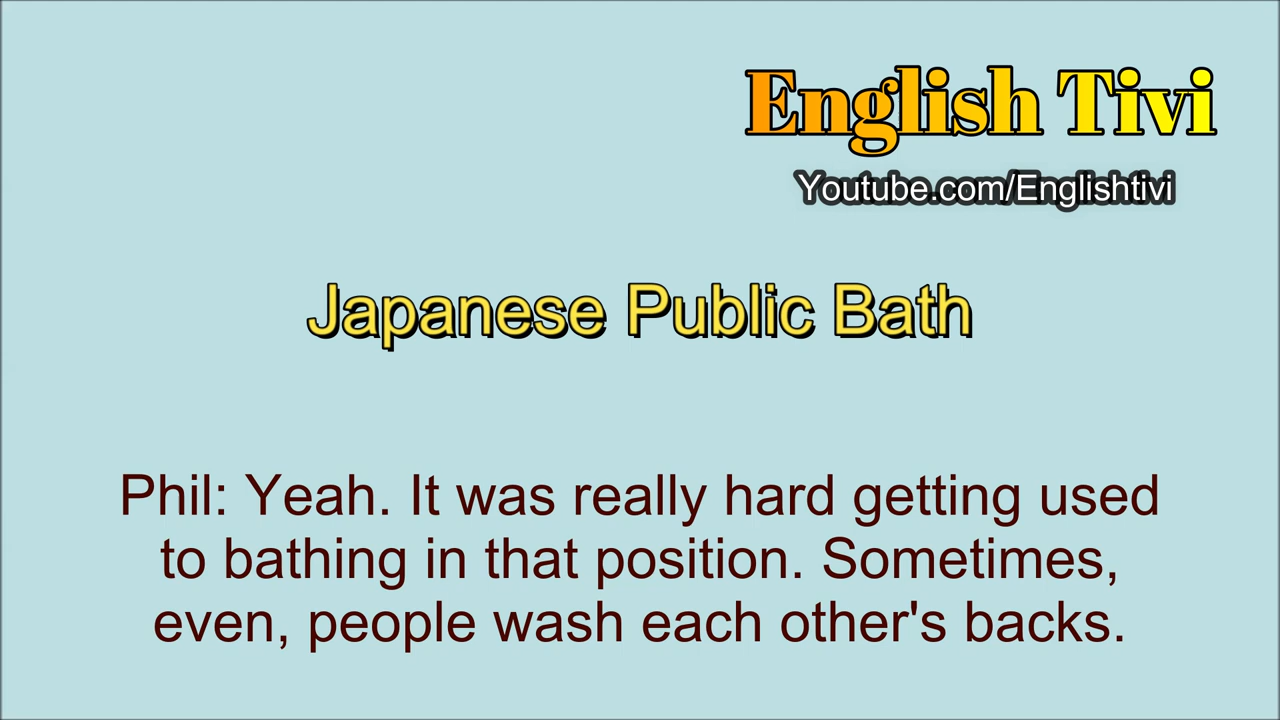 English Tivi
Youtube.com/Englishtivi
Japanese Public Bath
Phil: Yeah. It was really hard getting used
to bathing in that position. Sometimes,
even, people wash each other's backs.